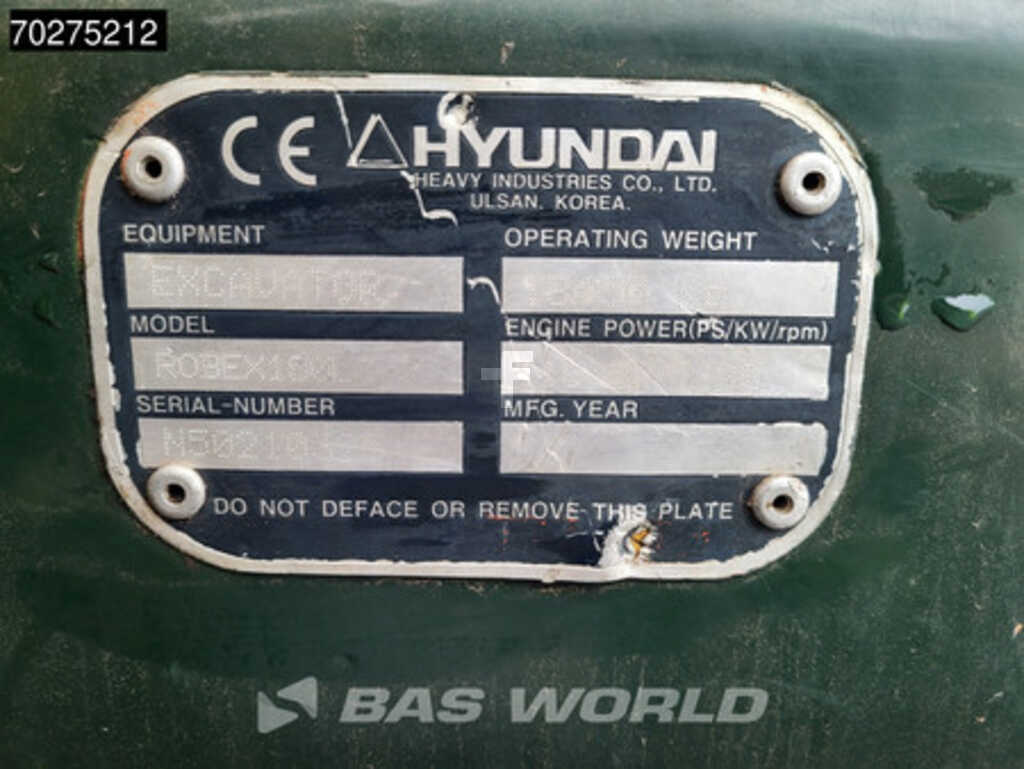 70275212
CE HYUNDAI
HEAVY INDUSTRIES CO., LTD.
ULSAN. KOREA.
EQUIPMENT
EXCAVATOR
OPERATING WEIGHT
MODEL
ENGINE POWER(PS/KW/rpm)
SERIAL-NUMBER
MFG. YEAR
DO NOT DEFACE OR REMOVE THIS PLATE
BAS WORLD